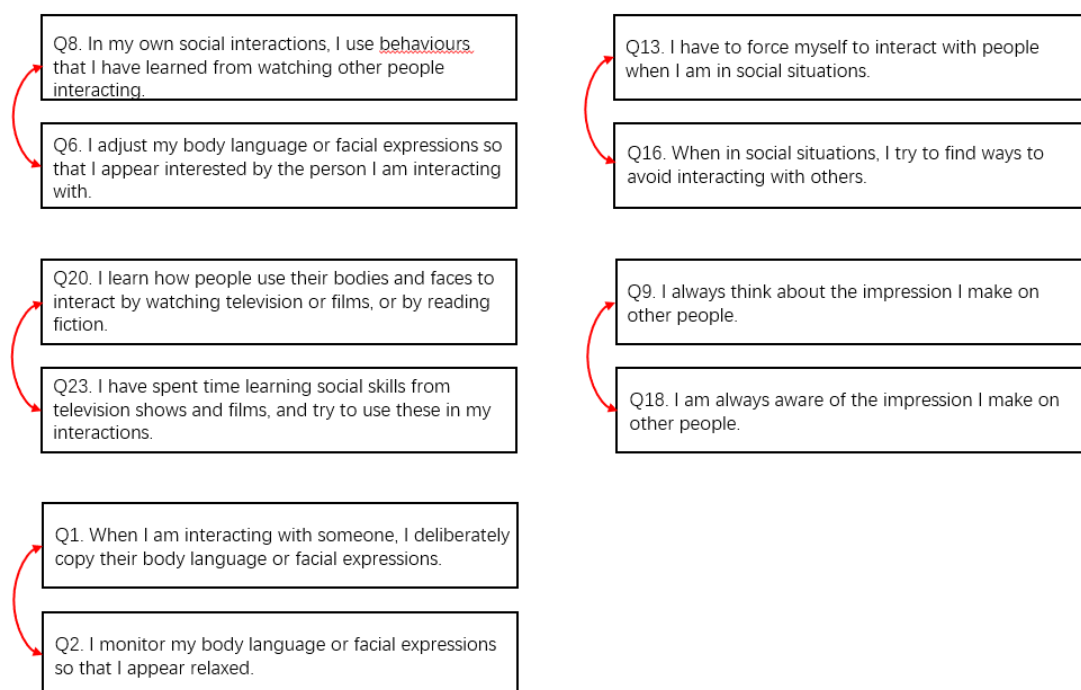 Q8. In my own social interactions, I use behaviours
that I have learned from watching other people
interacting.
Q6. I adjust my body language or facial expressions so
that I appear interested by the person I am interacting
with.
Q20. I learn how people use their bodies and faces to
interact by watching television or films, or by reading
fiction.
Q23. I have spent time learning social skills from
television shows and films, and try to use these in my
interactions.
Q1. When I am interacting with someone, I deliberately
copy their body language or facial expressions.
Q2. I monitor my body language or facial expressions
so that I appear relaxed.
Q13. I have to force myself to interact with people
when I am in social situations.
Q16. When in social situations, I try to find ways to
avoid interacting with others.
Q9. I always think about the impression I make on
other people.
Q18. I am always aware of the impression I make on
other people.